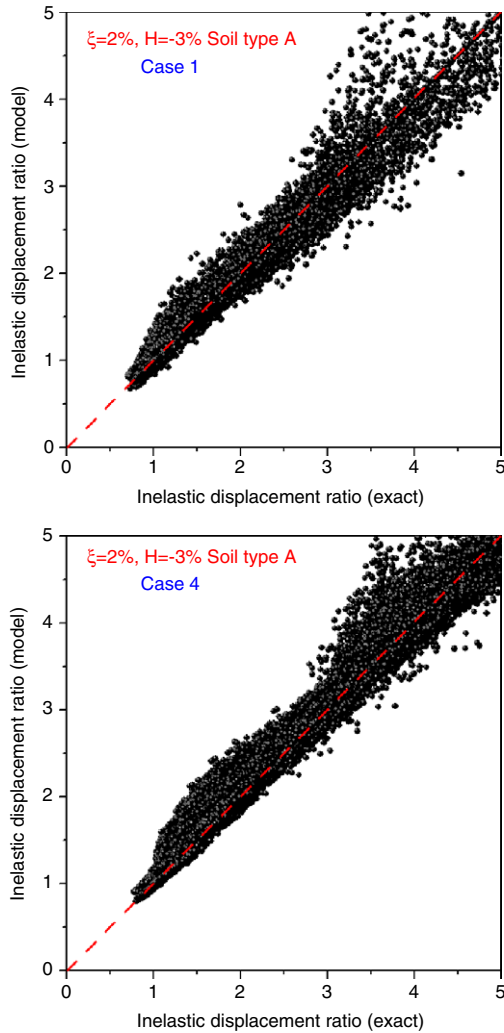 5
4
3
2
1
0
Inelastic displacement ratio (model)
ξ=2%, H=-3% Soil type A
Case 1
0 1 2 3 4 5
Inelastic displacement ratio (exact)
5
4
3
2
1
0
Inelastic displacement ratio (model)
ξ=2%, H=-3% Soil type A
Case 4
0 1 2 3 4 5
Inelastic displacement ratio (exact)